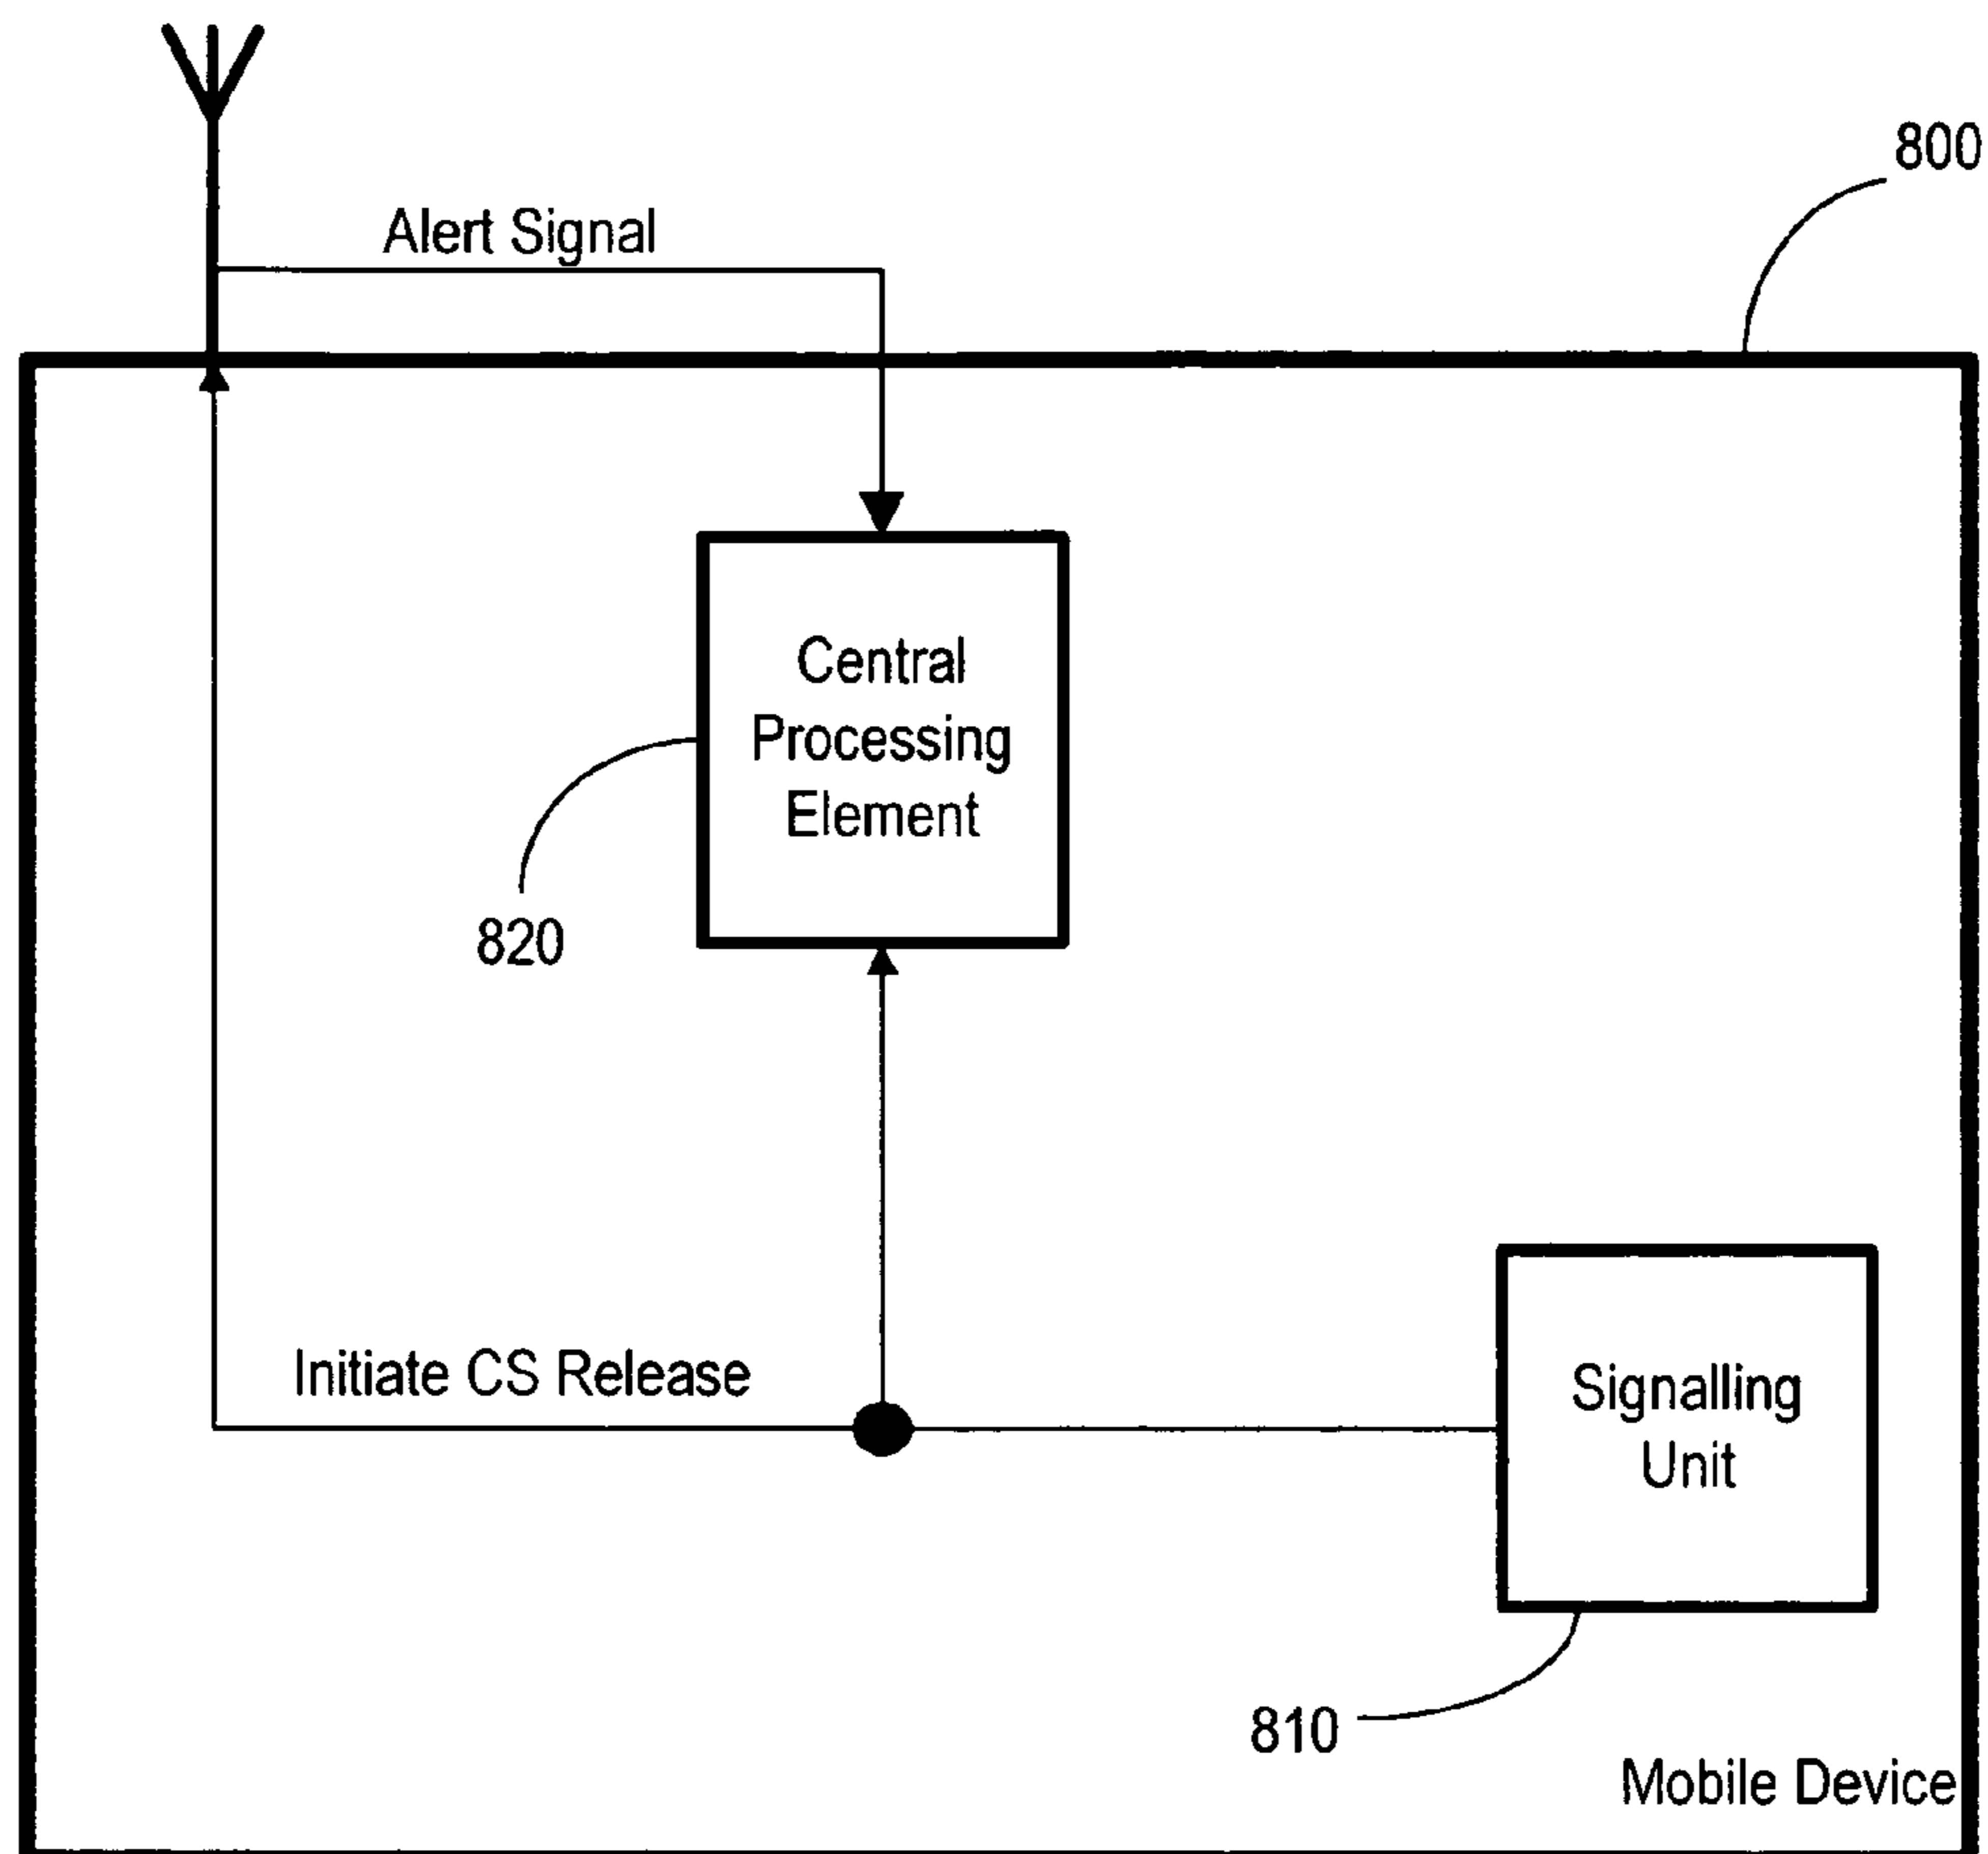 800
Alert Signal
Central
Processing
Element
820
Initiate CS Release
Signalling
Unit
810
Mobile Device